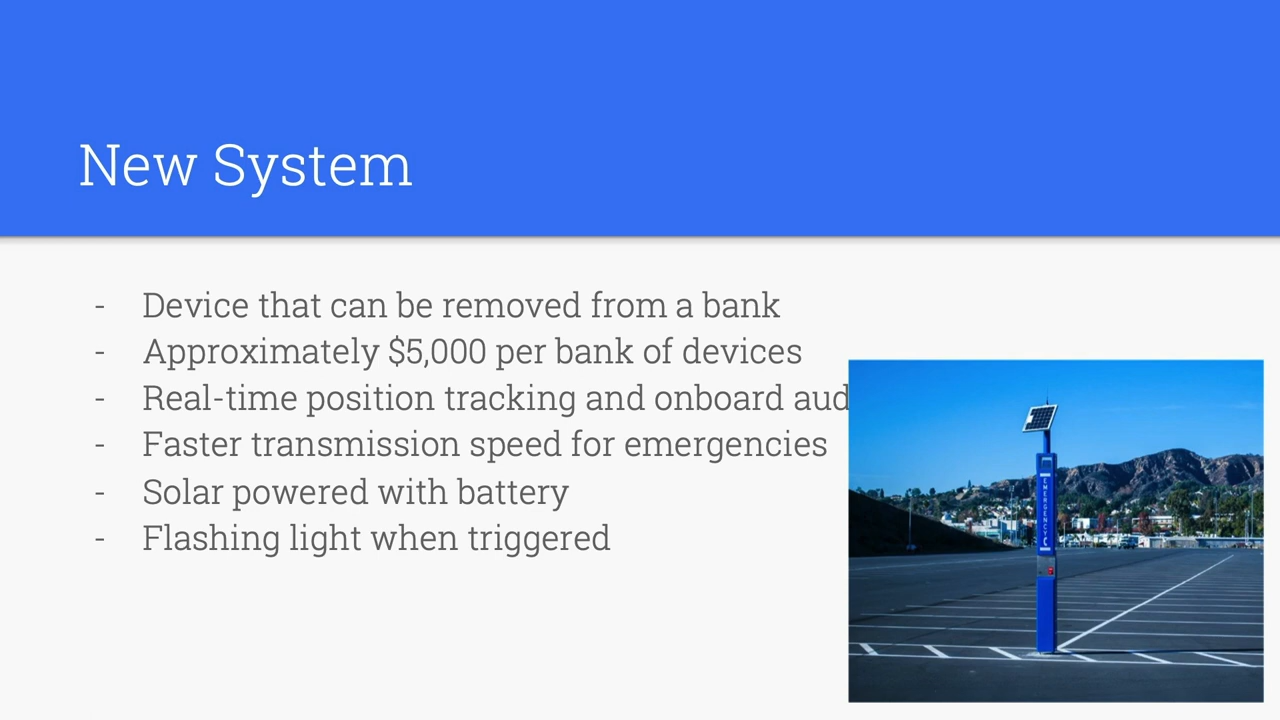 New System
- Device that can be removed from a bank
- Approximately $5,000 per bank of devices
- Real-time position tracking and onboard aud
- Faster transmission speed for emergencies
- Solar powered with battery
- Flashing light when triggered
EMERGENCY